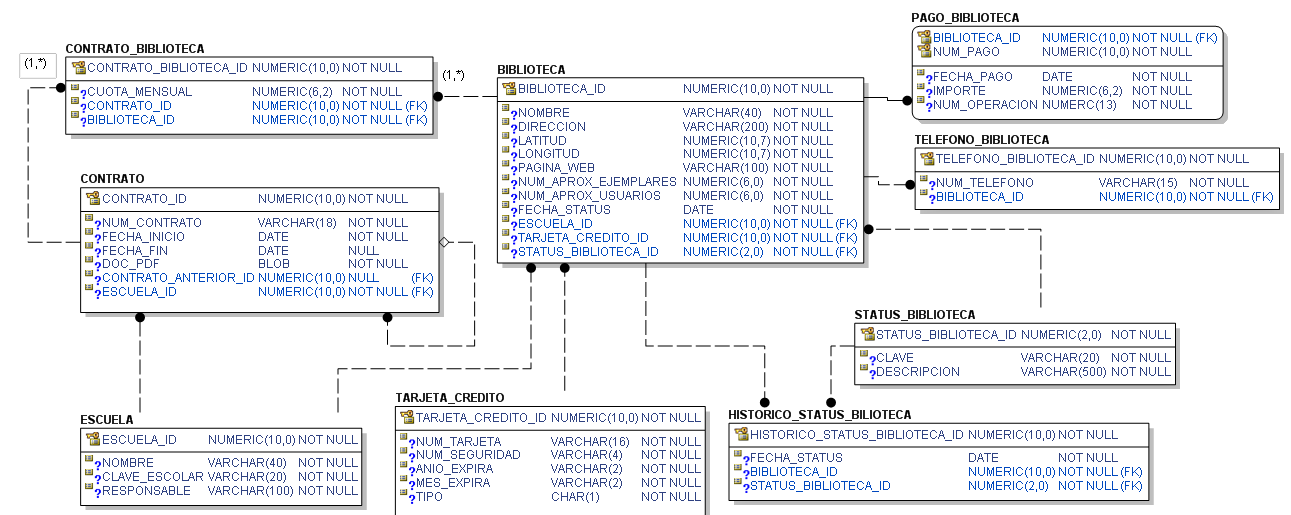 CONTRATO_BIBLIOTECA
(1,*)
CONTRATO_BIBLIOTECA_ID NUMERIC(10,0) NOT NULL
CUOTA_MENSUAL NUMERIC(6,2) NOT NULL
CONTRATO_ID NUMERIC(10,0) NOT NULL (FK)
BIBLIOTECA_ID NUMERIC(10,0) NOT NULL (FK)
(1,*)
BIBLIOTECA
BIBLIOTECA_ID NUMERIC(10,0) NOT NULL
NOMBRE VARCHAR(40) NOT NULL
DIRECCION VARCHAR(200) NOT NULL
LATITUD NUMERIC(10,7) NOT NULL
LONGITUD NUMERIC(10,7) NOT NULL
PAGINA_WEB VARCHAR(100) NOT NULL
NUM_APROX_EJEMPLARES NUMERIC(6,0) NOT NULL
NUM_APROX_USUARIOS NUMERIC(6,0) NOT NULL
FECHA_STATUS DATE NOT NULL
ESCUELA_ID NUMERIC(10,0) NOT NULL (FK)
TARJETA_CREDITO_ID NUMERIC(10,0) NOT NULL (FK)
STATUS_BIBLIOTECA_ID NUMERIC(2,0) NOT NULL (FK)
PAGO_BIBLIOTECA
BIBLIOTECA_ID NUMERIC(10,0) NOT NULL (FK)
NUM_PAGO NUMERIC(10,0) NOT NULL
FECHA_PAGO DATE NOT NULL
IMPORTE NUMERIC(6,2) NOT NULL
NUM_OPERACION NUMERIC(13) NOT NULL
TELEFONO_BIBLIOTECA
TELEFONO_BIBLIOTECA_ID NUMERIC(10,0) NOT NULL
NUM_TELEFONO VARCHAR(15) NOT NULL
BIBLIOTECA_ID NUMERIC(10,0) NOT NULL (FK)
CONTRATO
CONTRATO_ID NUMERIC(10,0) NOT NULL
NUM_CONTRATO VARCHAR(18) NOT NULL
FECHA_INICIO DATE NOT NULL
FECHA_FIN DATE NULL
DOC_PDF BLOB NOT NULL
CONTRATO_ANTERIOR_ID NUMERIC(10,0) NULL (FK)
ESCUELA_ID NUMERIC(10,0) NOT NULL (FK)
STATUS_BIBLIOTECA
STATUS_BIBLIOTECA_ID NUMERIC(2,0) NOT NULL
CLAVE VARCHAR(20) NOT NULL
DESCRIPCION VARCHAR(500) NOT NULL
ESCUELA
ESCUELA_ID NUMERIC(10,0) NOT NULL
NOMBRE VARCHAR(40) NOT NULL
CLAVE_ESCOLAR VARCHAR(20) NOT NULL
RESPONSABLE VARCHAR(100) NOT NULL
TARJETA_CREDITO
TARJETA_CREDITO_ID NUMERIC(10,0) NOT NULL
NUM_TARJETA VARCHAR(16) NOT NULL
NUM_SEGURIDAD VARCHAR(4) NOT NULL
ANIO_EXPIRA VARCHAR(2) NOT NULL
MES_EXPIRA VARCHAR(2) NOT NULL
TIPO CHAR(1) NOT NULL
HISTORICO_STATUS_BILIOTECA
HISTORICO_STATUS_BIBLIOTECA_ID NUMERIC(10,0) NOT NULL
FECHA_STATUS DATE NOT NULL
BIBLIOTECA_ID NUMERIC(10,0) NOT NULL (FK)
STATUS_BIBLIOTECA_ID NUMERIC(2,0) NOT NULL (FK)